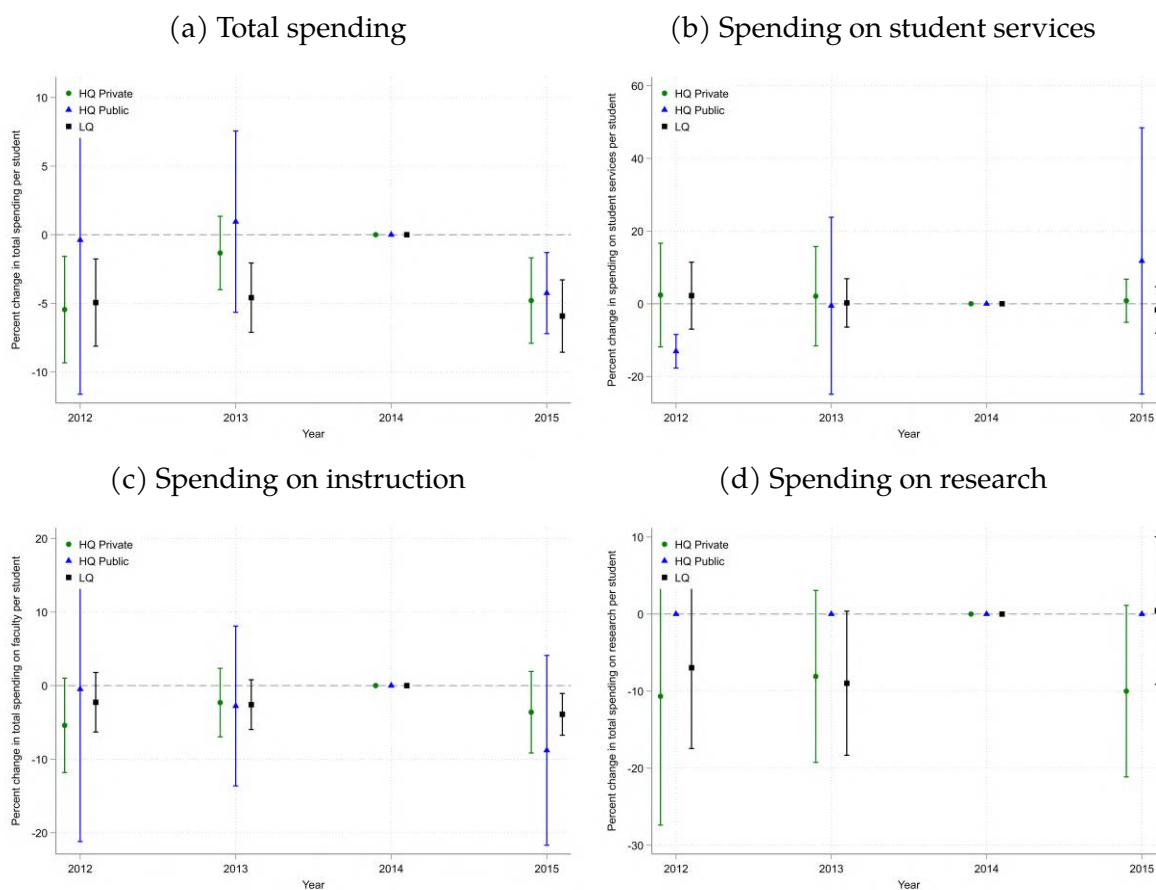 (a) Total spending
Percent change in total spending per student
10
5
0
-5
-10
HQ Private
HQ Public
LQ
2012
2013
2014
2015
Year
(b) Spending on student services
Percent change in spending on student services per student
60
40
20
0
-20
HQ Private
HQ Public
LQ
2012
2013
2014
2015
Year
(c) Spending on instruction
Percent change in total spending on faculty per student
20
10
0
-10
-20
HQ Private
HQ Public
LQ
2012
2013
2014
2015
Year
(d) Spending on research
Percent change in total spending on research per student
10
0
-10
-20
-30
HQ Private
HQ Public
LQ
2012
2013
2014
2015
Year